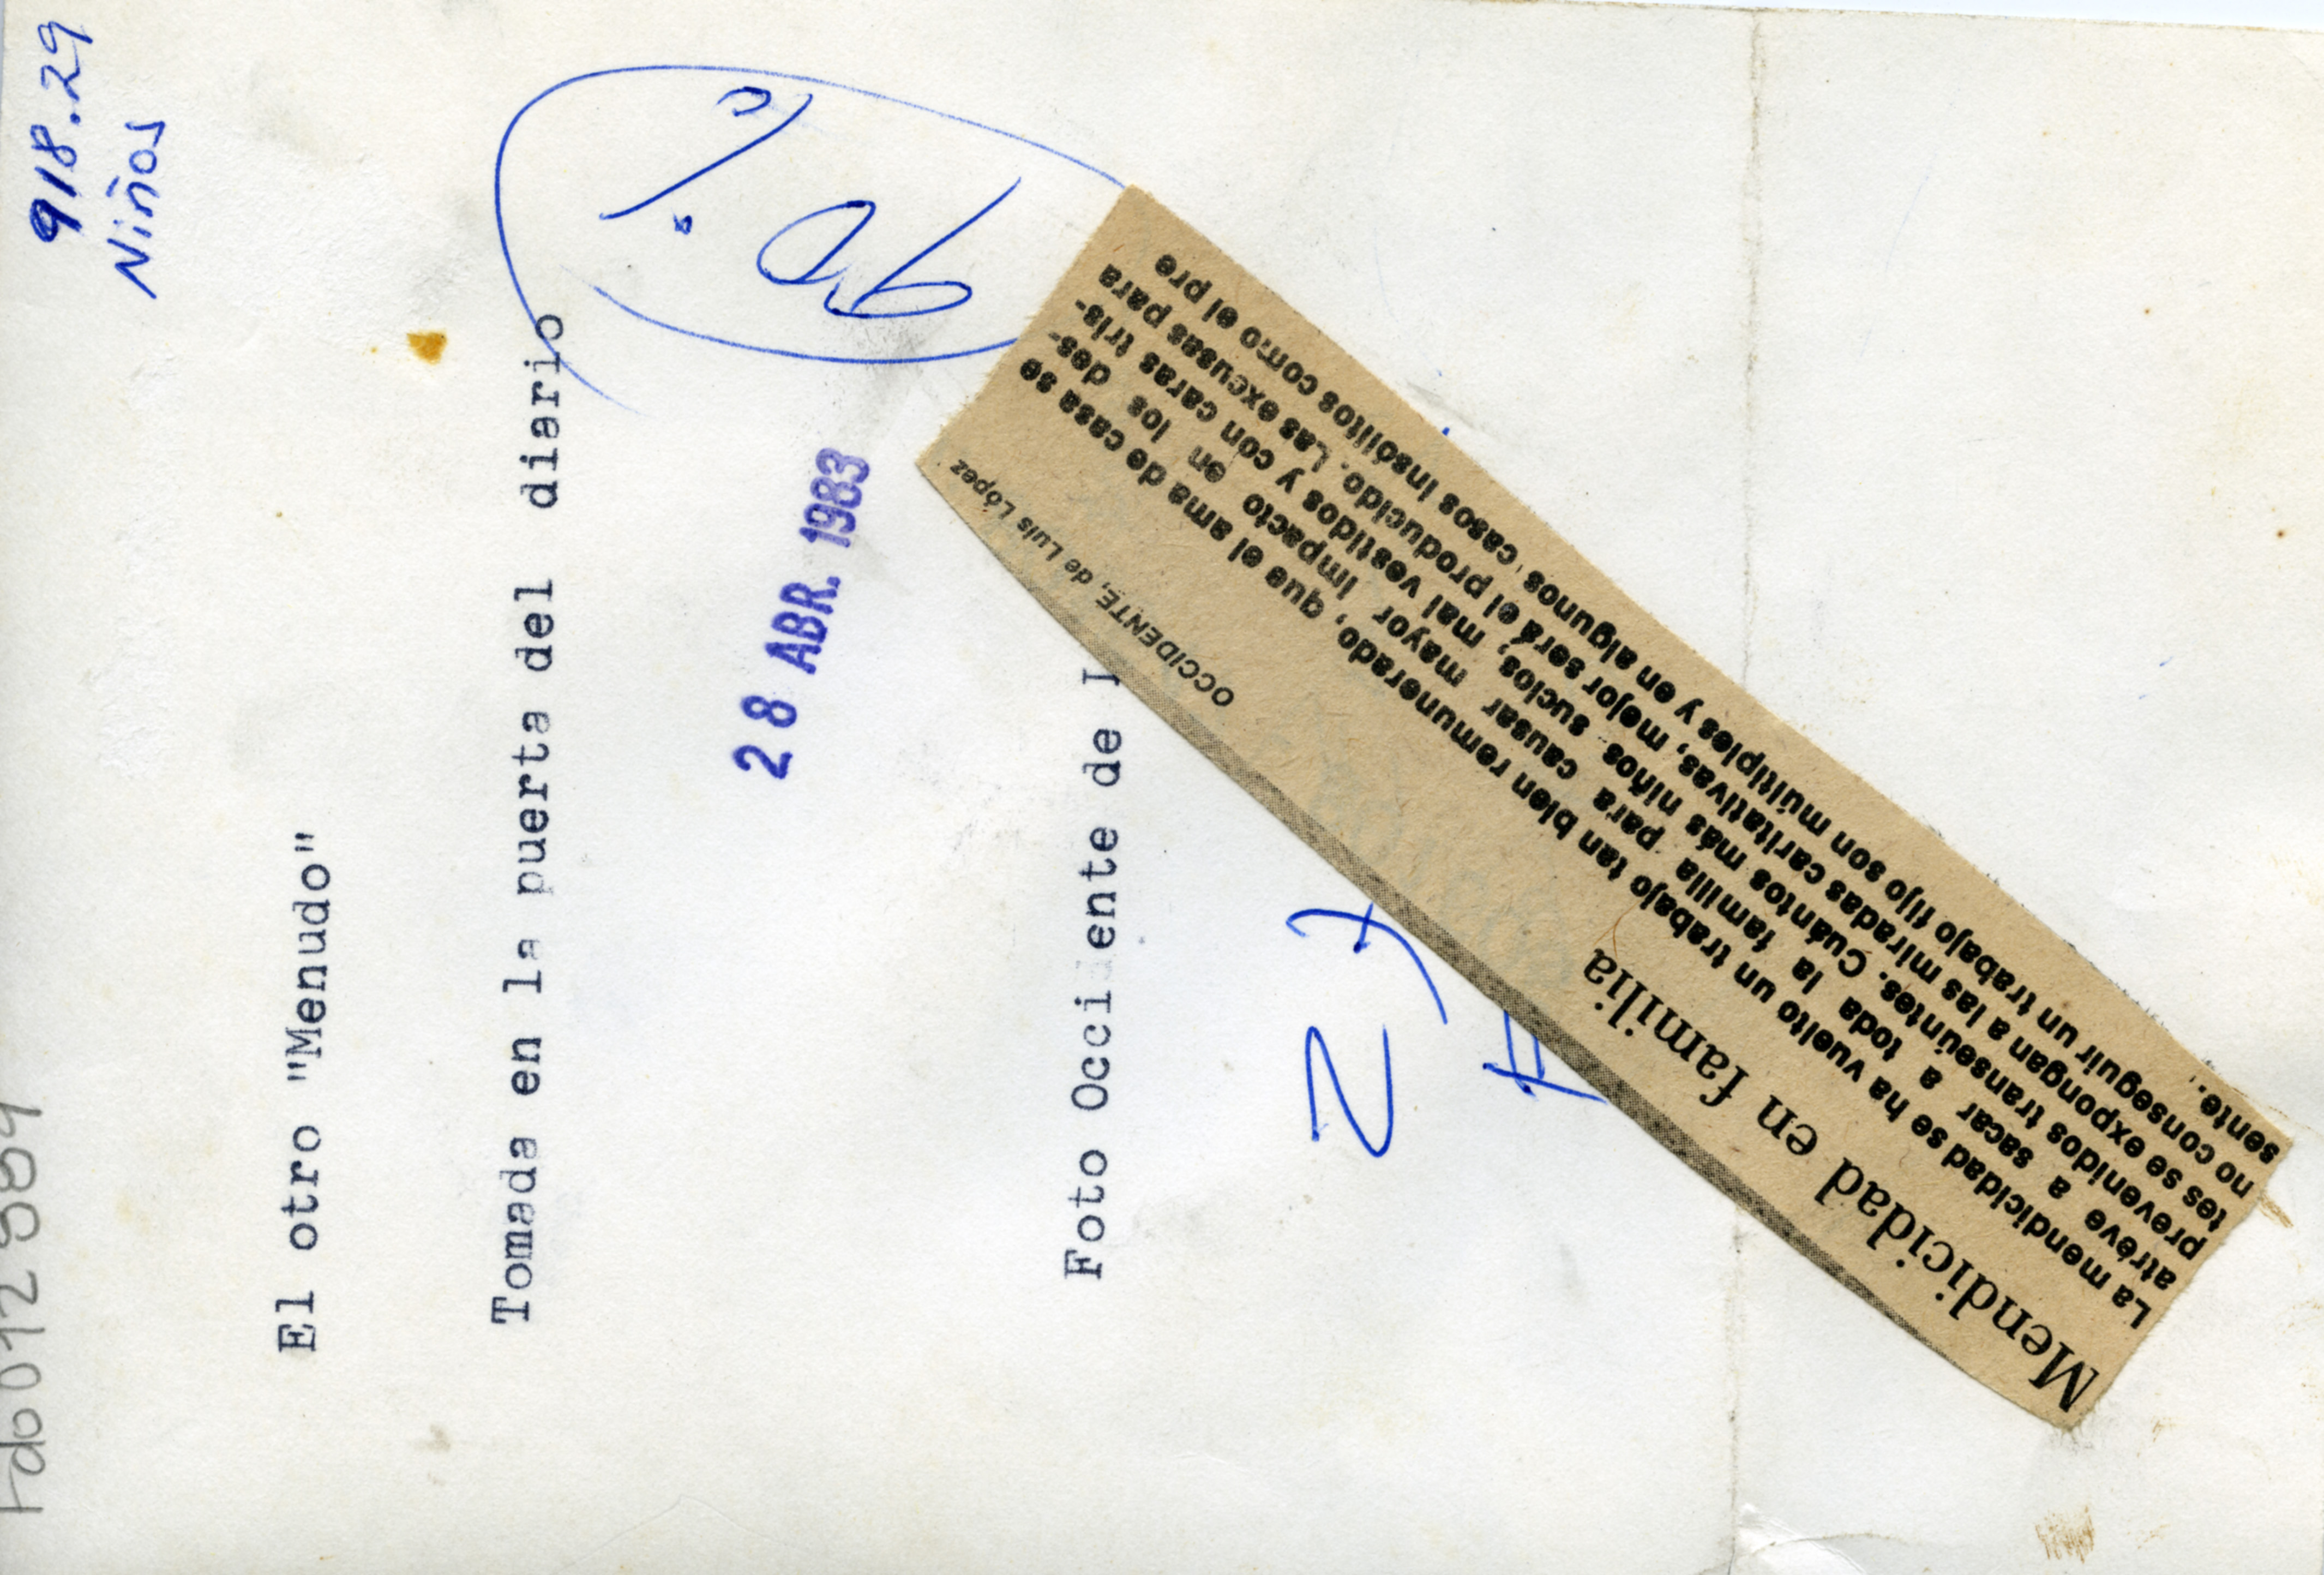 918.29
Niños
El otro "Menudo"
Tomada en la puerta del diario
90 %
28 ABR. 1983
Foto Occidente de
OCCIDENTE, de Luis López
Mendicidad en familia
La mendicidad se ha vuelto un trabajo tan bien remunerado, que el ama de casa se
atreve a sacar a toda la familia para causar mayor impacto en los des-
prevenidos transeúntes. Cuántos más niños sucios, mal vestidos y con caras tris-
tes se expongan a las miradas caritativas, mejor será el producido. Las excusas para
no conseguir un trabajo fijo son múltiples y en algunos casos insólitos como el pre
sente.